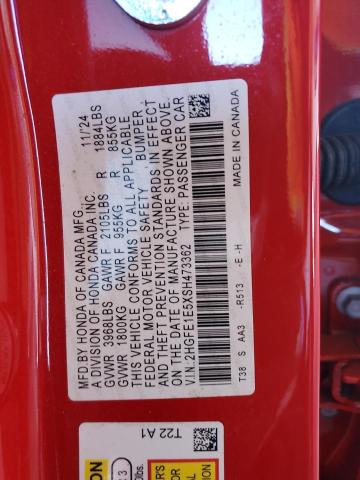 MFD BY HONDA OF CANADA MFG. 11/24
A DIVISION OF HONDA CANADA INC.
GVWR 3968LBS GAWR F 2105LBS R 1884LBS
GVWR 1800KG GAWR F 955KG R 855KG
THIS VEHICLE CONFORMS TO ALL APPLICABLE
FEDERAL MOTOR VEHICLE SAFETY BUMPER,
AND THEFT PREVENTION STANDARDS IN EFFECT
ON THE DATE OF MANUFACTURE SHOWN ABOVE.
V.I.N. 2HGFE1E5XSH473362 TYPE: PASSENGER CAR
MADE IN CANADA
T38 S AA3 -R513 -E -H
T22 A1